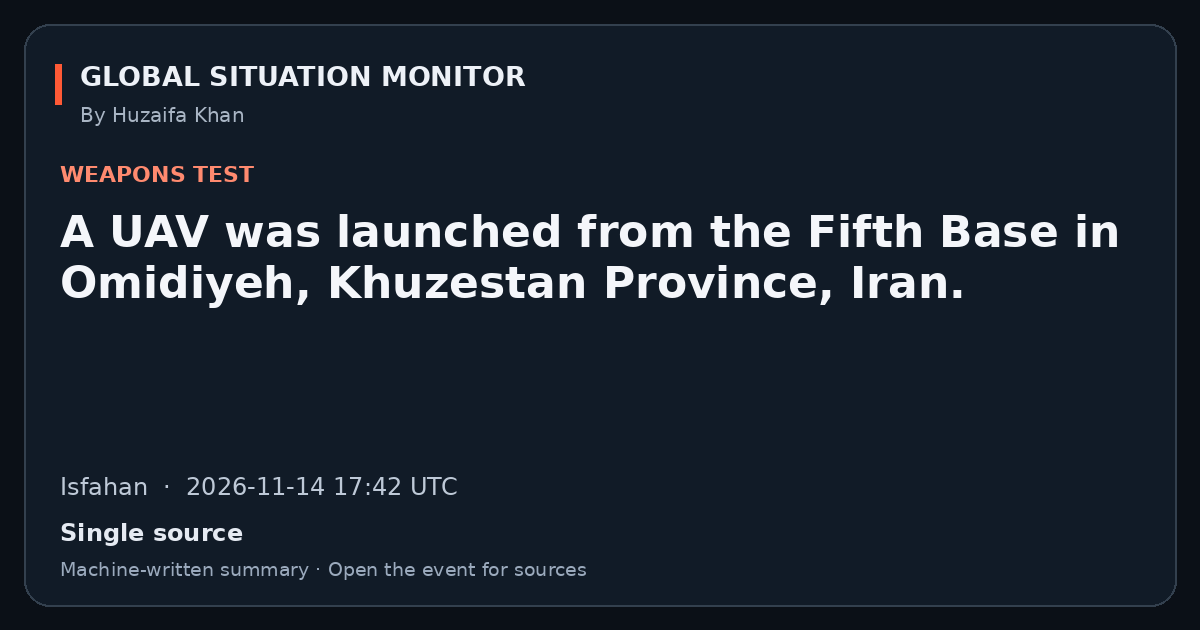 GLOBAL SITUATION MONITOR
By Huzaifa Khan
WEAPONS TEST
A UAV was launched from the Fifth Base in
Omidiyeh, Khuzestan Province, Iran.
Isfahan · 2026-11-14 17:42 UTC
Single source
Machine-written summary · Open the event for sources